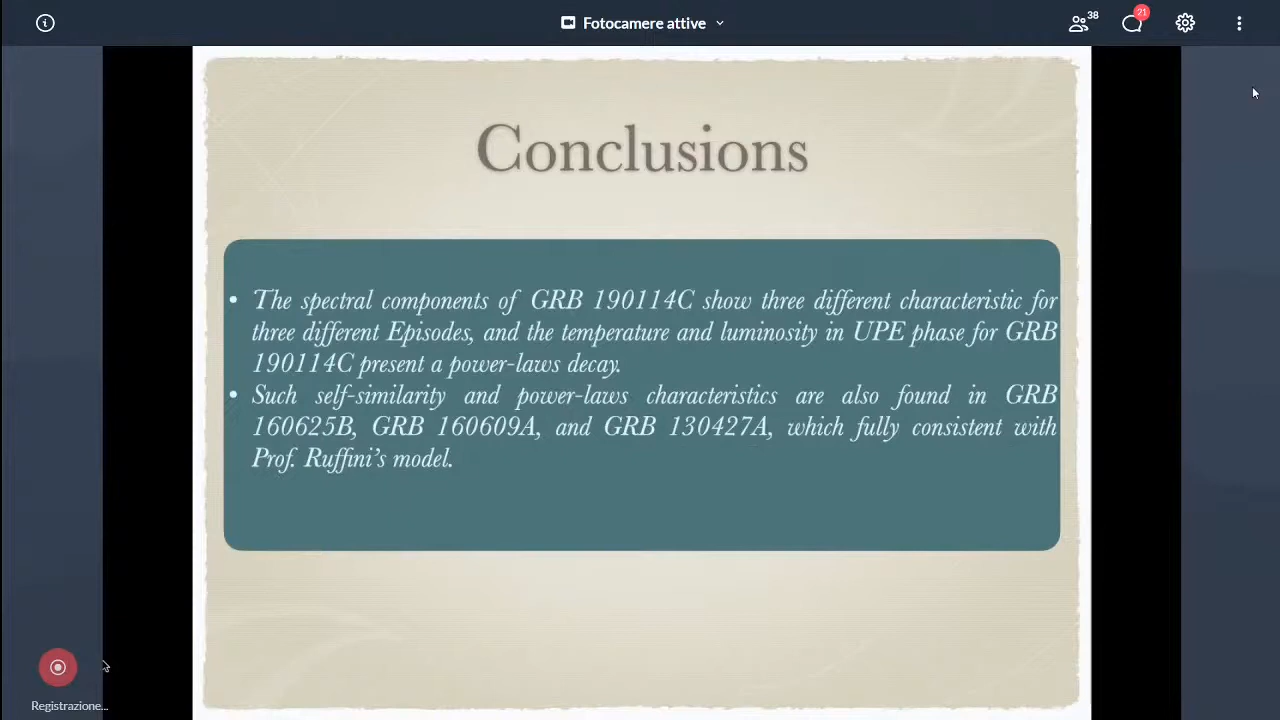 Fotocamere attive
38
21
Conclusions
• The spectral components of GRB 190114C show three different characteristic for
three different Episodes, and the temperature and luminosity in UPE phase for GRB
190114C present a power-laws decay.
• Such self-similarity and power-laws characteristics are also found in GRB
160625B, GRB 160609A, and GRB 130427A, which fully consistent with
Prof. Ruffini’s model.
Registrazione...